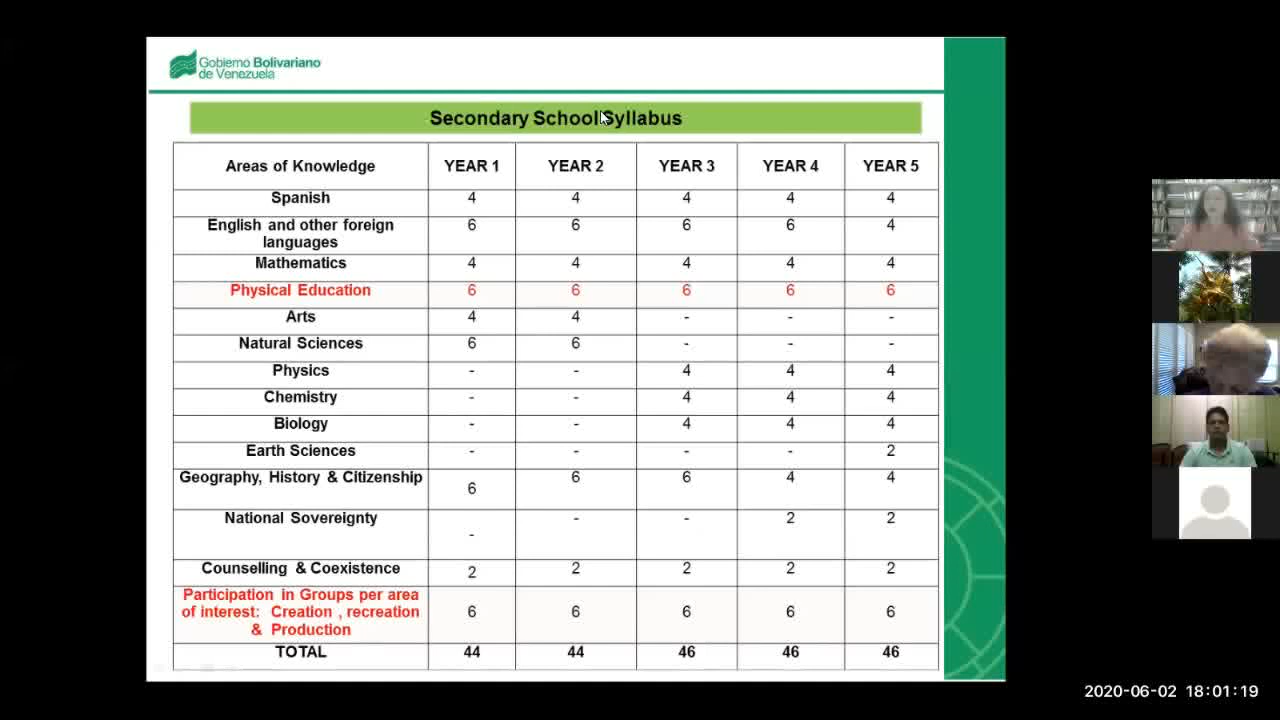 Gobierno Bolivariano
de Venezuela
Secondary School Syllabus
Areas of Knowledge YEAR 1 YEAR 2 YEAR 3 YEAR 4 YEAR 5
Spanish 4 4 4 4 4
English and other foreign
languages 6 6 6 6 4
Mathematics 4 4 4 4 4
Physical Education 6 6 6 6 6
Arts 4 4 - - -
Natural Sciences 6 6 - - -
Physics - - 4 4 4
Chemistry - - 4 4 4
Biology - - 4 4 4
Earth Sciences - - - - 2
Geography, History & Citizenship 6 6 6 4 4
National Sovereignty - - - 2 2
Counselling & Coexistence 2 2 2 2 2
Participation in Groups per area
of interest: Creation , recreation 6 6 6 6 6
& Production
TOTAL 44 44 46 46 46
2020-06-02 18:01:19